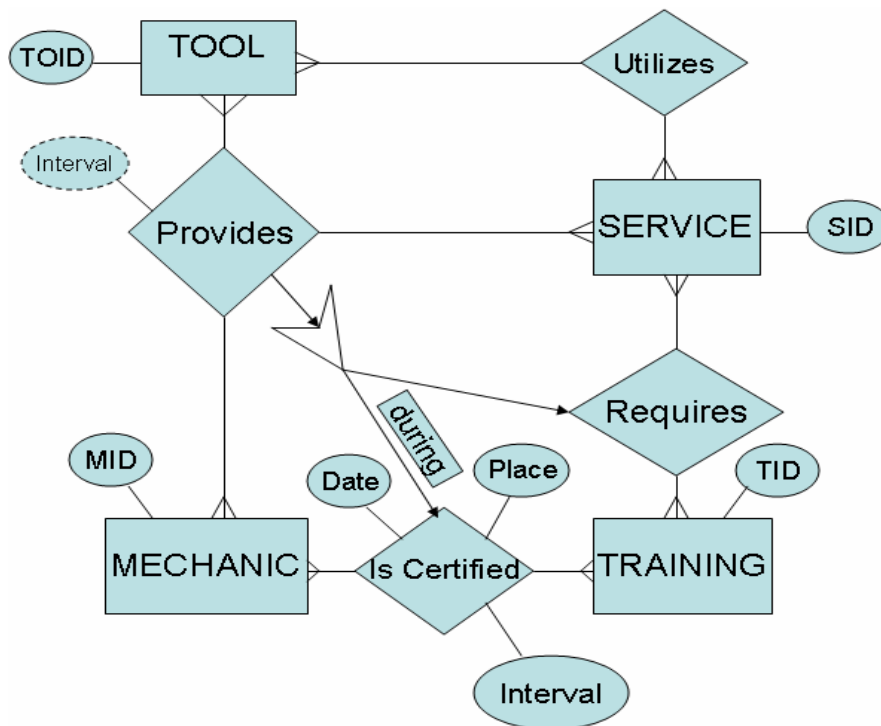 TOID
TOOL
Utilizes
Interval
Provides
SERVICE
SID
during
Requires
MID
Date
Place
TID
MECHANIC
Is Certified
TRAINING
Interval